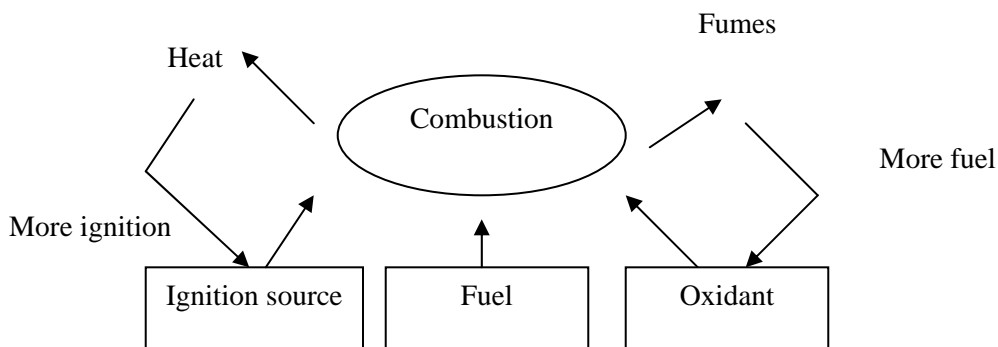 Fumes
Heat
Combustion
More fuel
More ignition
Ignition source
Fuel
Oxidant